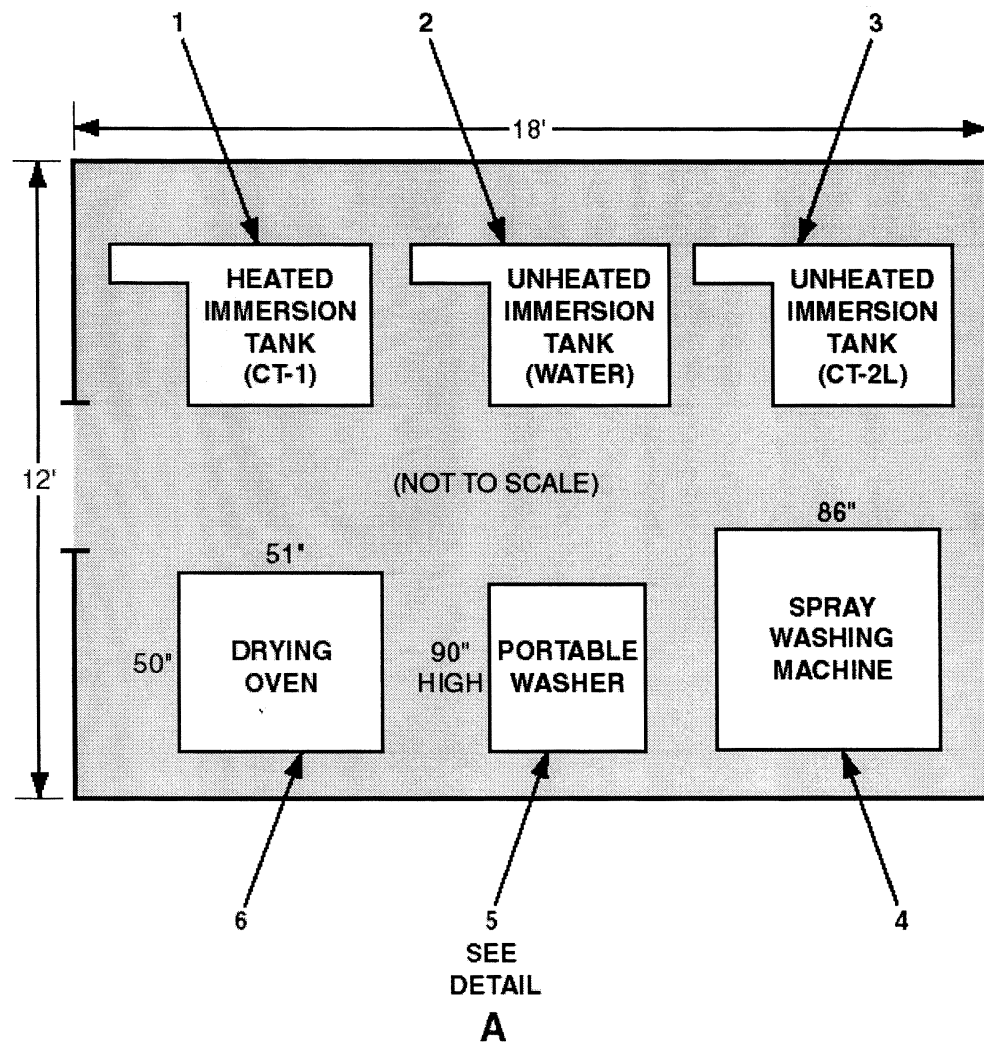 1
2
3
18'
HEATED
IMMERSION
TANK
(CT-1)
UNHEATED
IMMERSION
TANK
(WATER)
UNHEATED
IMMERSION
TANK
(CT-2L)
12'
(NOT TO SCALE)
51"
50"
DRYING
OVEN
90"
HIGH
PORTABLE
WASHER
86"
SPRAY
WASHING
MACHINE
6
5
SEE
DETAIL
A
4